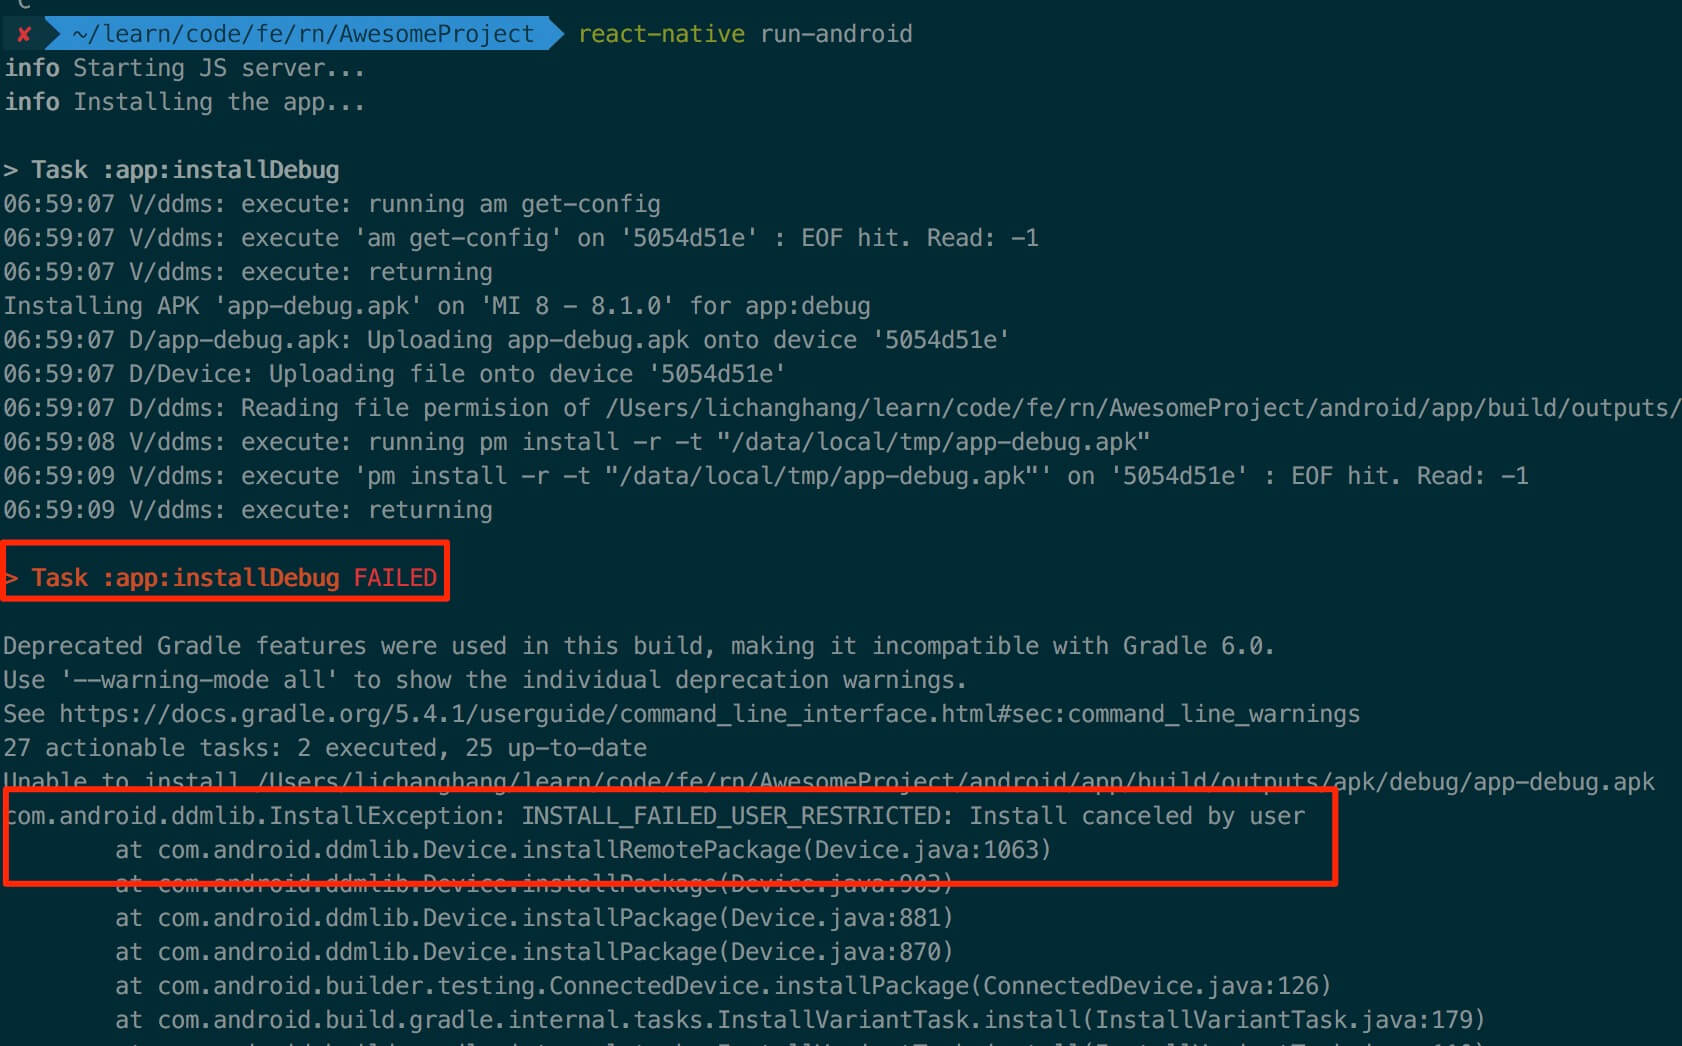 ✘ ~/learn/code/fe/rn/AwesomeProject react-native run-android
info Starting JS server...
info Installing the app...
> Task :app:installDebug
06:59:07 V/ddms: execute: running am get-config
06:59:07 V/ddms: execute 'am get-config' on '5054d51e' : EOF hit. Read: -1
06:59:07 V/ddms: execute: returning
Installing APK 'app-debug.apk' on 'MI 8 - 8.1.0' for app:debug
06:59:07 D/app-debug.apk: Uploading app-debug.apk onto device '5054d51e'
06:59:07 D/Device: Uploading file onto device '5054d51e'
06:59:07 D/ddms: Reading file permision of /Users/lichanghang/learn/code/fe/rn/AwesomeProject/android/app/build/outputs/
06:59:08 V/ddms: execute: running pm install -r -t "/data/local/tmp/app-debug.apk"
06:59:09 V/ddms: execute 'pm install -r -t "/data/local/tmp/app-debug.apk"' on '5054d51e' : EOF hit. Read: -1
06:59:09 V/ddms: execute: returning
> Task :app:installDebug FAILED
Deprecated Gradle features were used in this build, making it incompatible with Gradle 6.0.
Use '--warning-mode all' to show the individual deprecation warnings.
See https://docs.gradle.org/5.4.1/userguide/command_line_interface.html#sec:command_line_warnings
27 actionable tasks: 2 executed, 25 up-to-date
Unable to install /Users/lichanghang/learn/code/fe/rn/AwesomeProject/android/app/build/outputs/apk/debug/app-debug.apk
com.android.ddmlib.InstallException: INSTALL_FAILED_USER_RESTRICTED: Install canceled by user
at com.android.ddmlib.Device.installRemotePackage(Device.java:1063)
at com.android.ddmlib.Device.installPackage(Device.java:903)
at com.android.ddmlib.Device.installPackage(Device.java:881)
at com.android.ddmlib.Device.installPackage(Device.java:870)
at com.android.builder.testing.ConnectedDevice.installPackage(ConnectedDevice.java:126)
at com.android.build.gradle.internal.tasks.InstallVariantTask.install(InstallVariantTask.java:179)